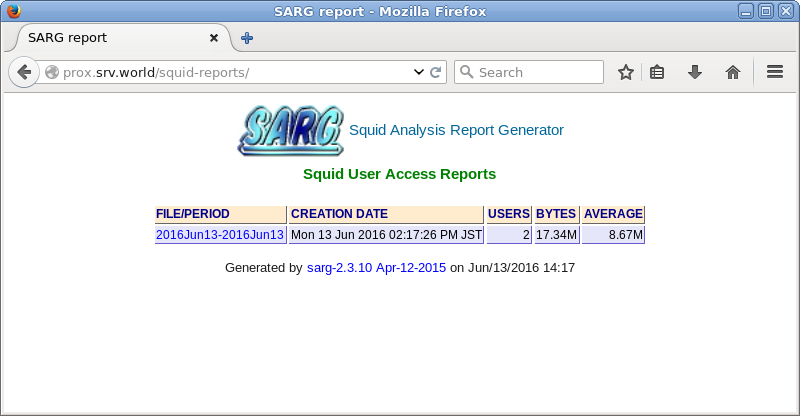 SARG report - Mozilla Firefox
SARG report
prox.srv.world/squid-reports/
Search
SARG Squid Analysis Report Generator
Squid User Access Reports
FILE/PERIOD CREATION DATE USERS BYTES AVERAGE
2016Jun13-2016Jun13 Mon 13 Jun 2016 02:17:26 PM JST 2 17.34M 8.67M
Generated by sarg-2.3.10 Apr-12-2015 on Jun/13/2016 14:17